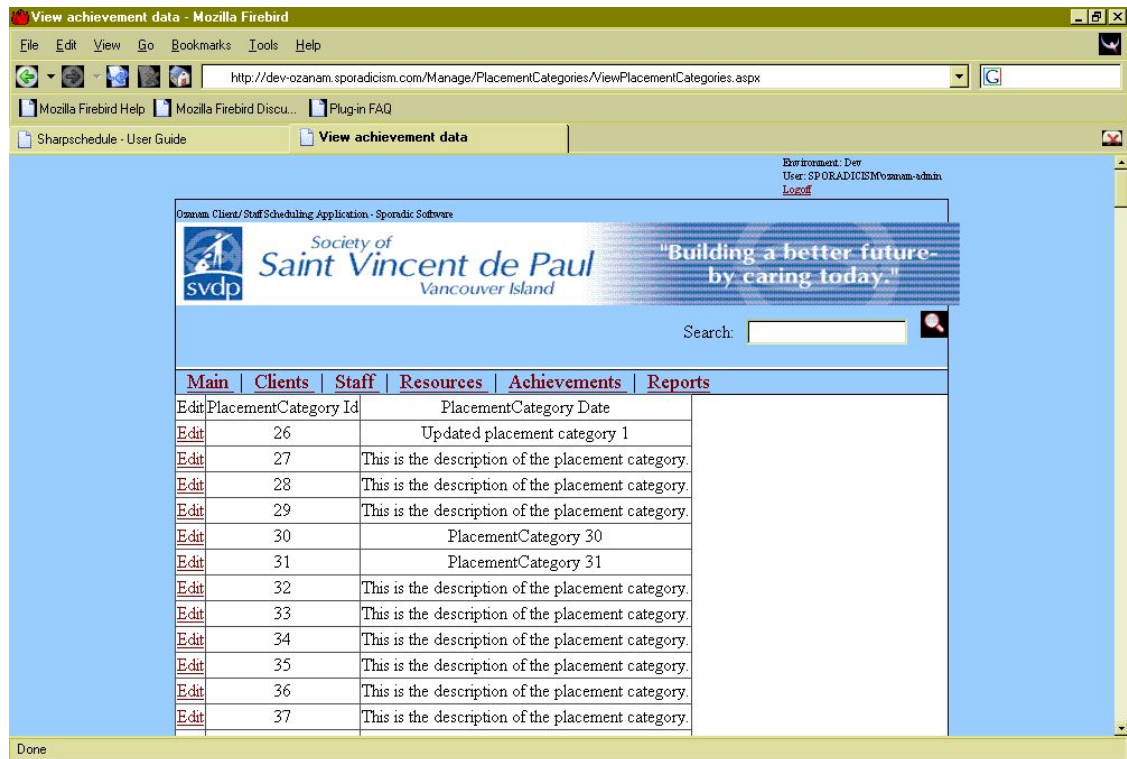 View achievement data - Mozilla Firebird
File Edit View Go Bookmarks Tools Help
http://dev-ozanam.sporadicism.com/Manage/PlacementCategories/ViewPlacementCategories.aspx
G
Mozilla Firebird Help Mozilla Firebird Discu... Plug-in FAQ
Sharpschedule - User Guide View achievement data
Environment: Dev
User: SPORADICISM\ozanam-admin
Logoff
Ozanam Client/Staff Scheduling Application - Sporadic Software
svdp
Society of
Saint Vincent de Paul
Vancouver Island
"Building a better future-
by caring today."
Search:
Main | Clients | Staff | Resources | Achievements | Reports
Edit PlacementCategory Id PlacementCategory Date
Edit 26 Updated placement category 1
Edit 27 This is the description of the placement category.
Edit 28 This is the description of the placement category.
Edit 29 This is the description of the placement category.
Edit 30 PlacementCategory 30
Edit 31 PlacementCategory 31
Edit 32 This is the description of the placement category.
Edit 33 This is the description of the placement category.
Edit 34 This is the description of the placement category.
Edit 35 This is the description of the placement category.
Edit 36 This is the description of the placement category.
Edit 37 This is the description of the placement category.
Done